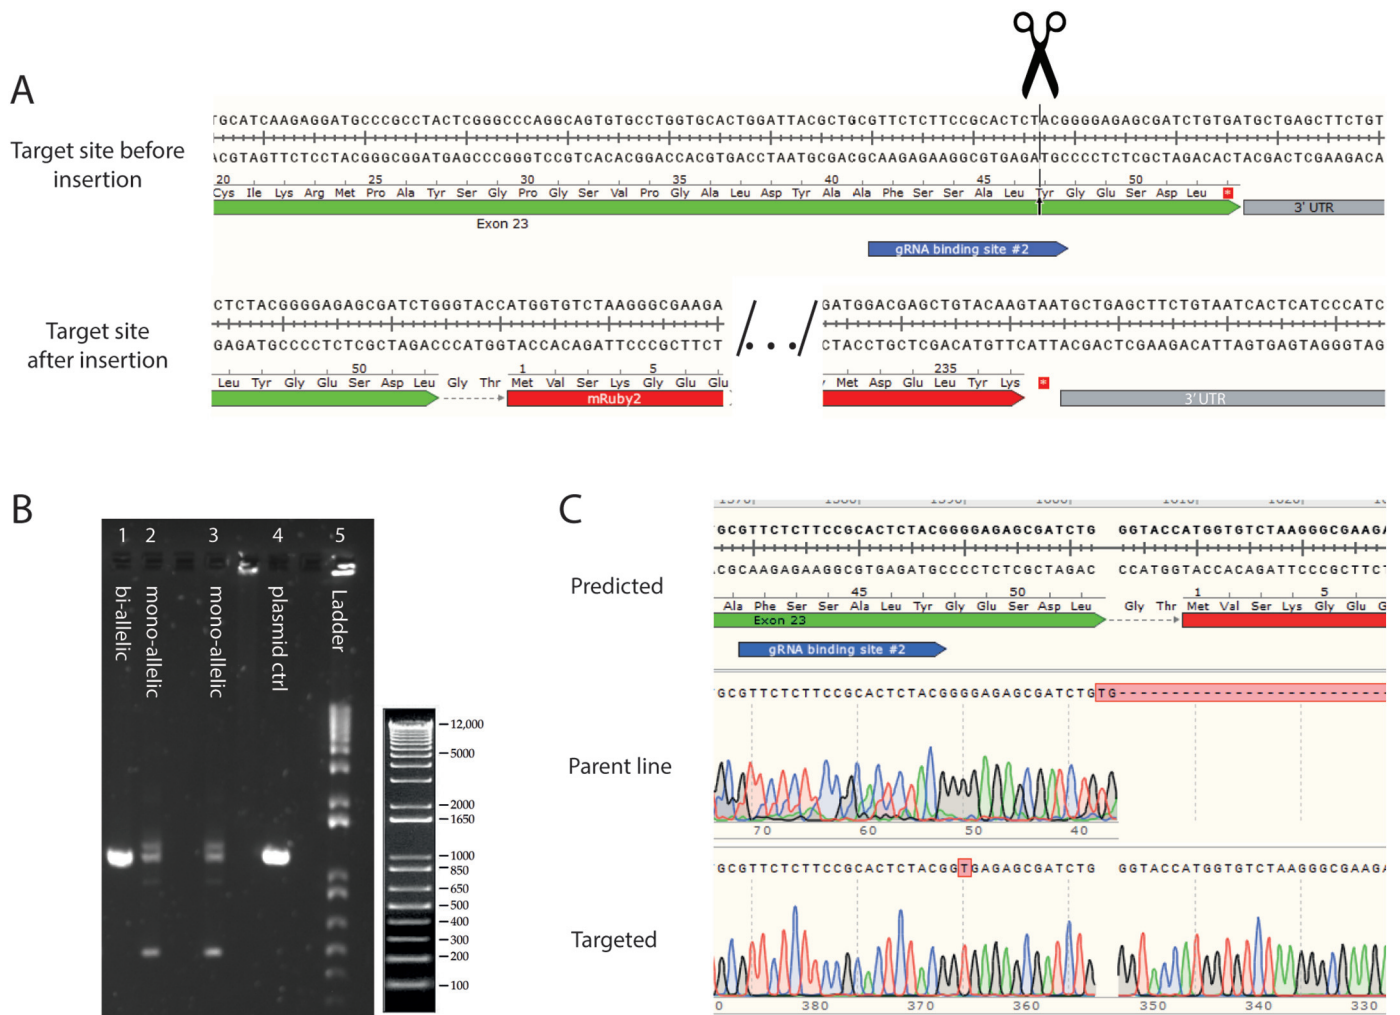 A
Target site before
insertion
TGCATCAAGAGGATGCCCGCCTACTCGGGCCCAGGCAGTGTGCCTGGTGCACTGGATTACGCTGCGTTCTCTTCCGCACTCTACGGGGAGAGCGATCTGTGATGCTGAGCTTCTGT
ACGTAGTTCTCCTACGGGCGGATGAGCCCGGGTCCGTCACACGGACCACGTGACCTAATGCGACGCAAGAGAAGGCGTGAGATGCCCCTCTCGCTAGACACTACGACTCGAAGACA
20 25 30 35 40 45 50
Cys Ile Lys Arg Met Pro Ala Tyr Ser Gly Pro Gly Ser Val Pro Gly Ala Leu Asp Tyr Ala Ala Phe Ser Ser Ala Leu Tyr Gly Glu Ser Asp Leu *
Exon 23
3' UTR
gRNA binding site #2
Target site
after insertion
CTCTACGGGGAGAGCGATCTGGGTACCATGGTGTCTAAGGGCGAAGA
GATGGACGAGCTGTACAAGTAATGCTGAGCTTCTGTAATCACTCATCCCATC
GAGATGCCCCTCTCGCTAGACCCATGGTACCACAGATTCCCGCTTCT
/. . ./
CTACCTGCTCGACATGTTCATTACGACTCGAAGACATTAGTGAGTAGGGTAG
50 1 5
235
Leu Tyr Gly Glu Ser Asp Leu Gly Thr Met Val Ser Lys Gly Glu Glu
Met Asp Glu Leu Tyr Lys *
mRuby2
3' UTR
B
1 2 3 4 5
bi-allelic
mono-allelic
mono-allelic
plasmid ctrl
Ladder
12,000
5000
2000
1650
1000
850
650
500
400
300
200
100
C
Predicted
GCGTTCTCTTCCGCACTCTACGGGGAGAGCGATCTG GGTACCATGGTGTCTAAGGGCGAAGA
CGCAAGAGAAGGCGTGAGATGCCCCTCTCGCTAGAC CCATGGTACCACAGATTCCCGCTTCT
45 50 1 5
Ala Phe Ser Ser Ala Leu Tyr Gly Glu Ser Asp Leu Gly Thr Met Val Ser Lys Gly Glu G
Exon 23
gRNA binding site #2
Parent line
GCGTTCTCTTCCGCACTCTACGGGGAGAGCGATCTGTG-------------------------
70 60 50 40
Targeted
GCGTTCTCTTCCGCACTCTACGGTGAGAGCGATCTG GGTACCATGGTGTCTAAGGGCGAAGA
0 380 370 360 350 340 330